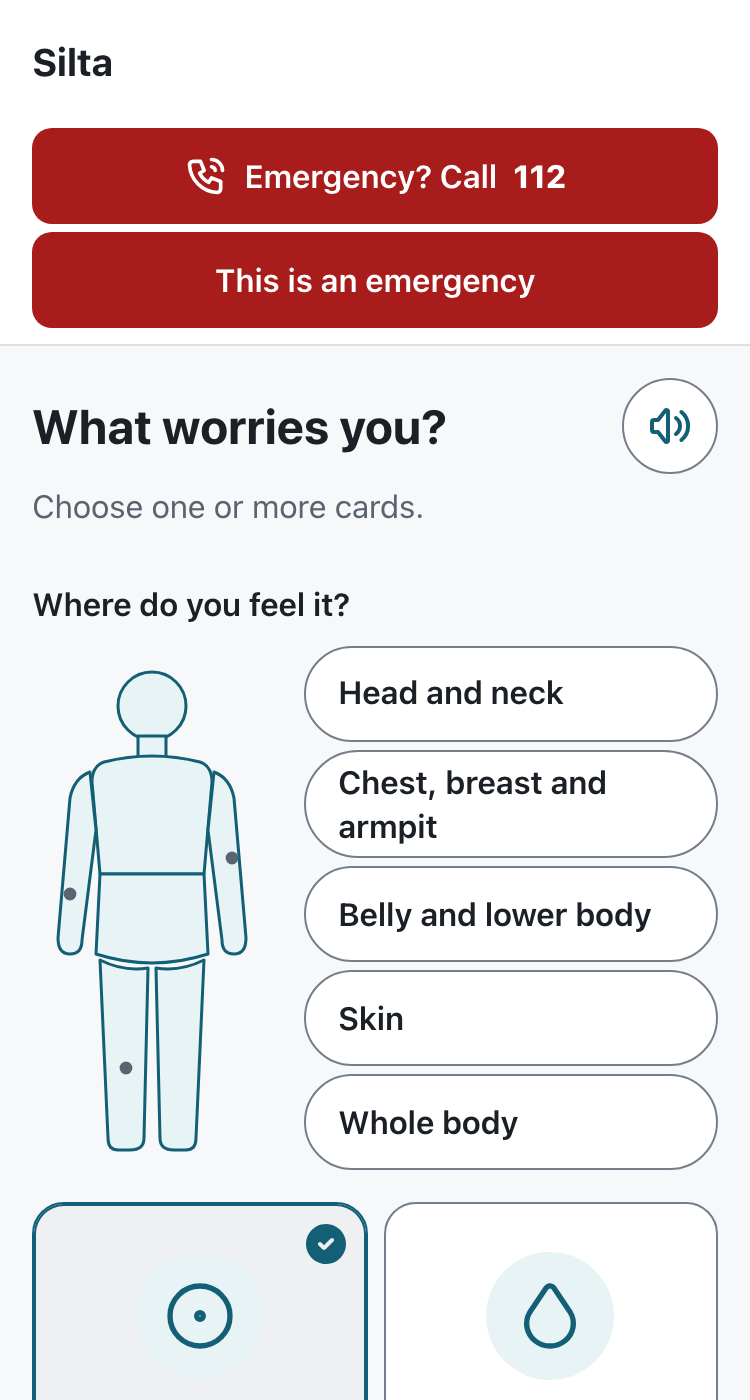 Silta
Emergency? Call 112
This is an emergency
What worries you?
Choose one or more cards.
Where do you feel it?
Head and neck
Chest, breast and
armpit
Belly and lower body
Skin
Whole body